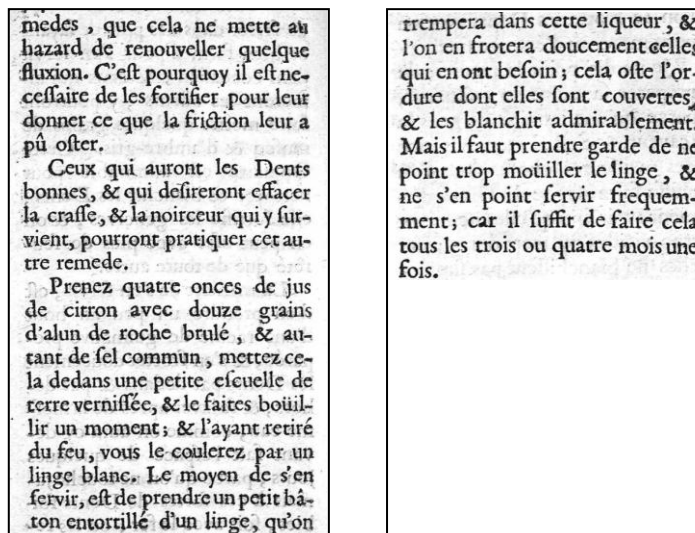 medes , que cela ne mette au
hazard de renouveller quelque
fluxion. C'eſt pourquoy il eſt ne-
ceſſaire de les fortifier pour leur
donner ce que la friction leur a
pû oſter.
Ceux qui auront les Dents
bonnes, & qui deſireront effacer
la craſſe, & la noirceur qui y ſur-
vient, pourront pratiquer cet au-
tre remede.
Prenez quatre onces de jus
de citron avec douze grains
d'alun de roche brulé , & au-
tant de ſel commun, mettez ce-
la dedans une petite eſcuelle de
terre verniſſée, & le faites boüil-
lir un moment ; & l'ayant retiré
du feu, vous le coulerez par un
linge blanc. Le moyen de s'en
ſervir, eſt de prendre un petit bâ-
ton entortillé d'un linge, qu'on
trempera dans cette liqueur, &
l'on en frotera doucement celles
qui en ont beſoin ; cela oſte l'or-
dure dont elles ſont couvertes,
& les blanchit admirablement.
Mais il faut prendre garde de ne
point trop moüiller le linge, &
ne s'en point ſervir frequem-
ment ; car il ſuffit de faire cela
tous les trois ou quatre mois une
fois.